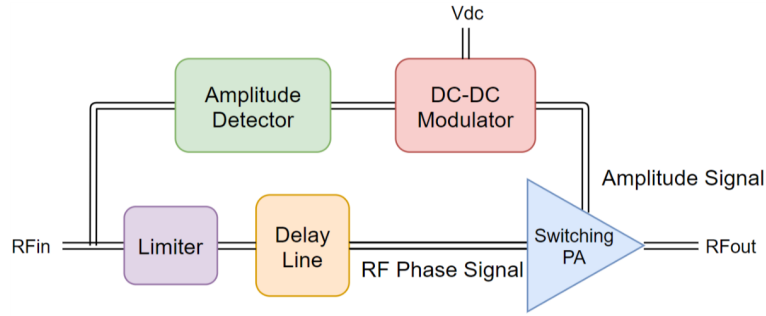 Vdc
Amplitude
Detector
DC-DC
Modulator
Amplitude Signal
RFin
Limiter
Delay
Line
RF Phase Signal
Switching
PA
RFout